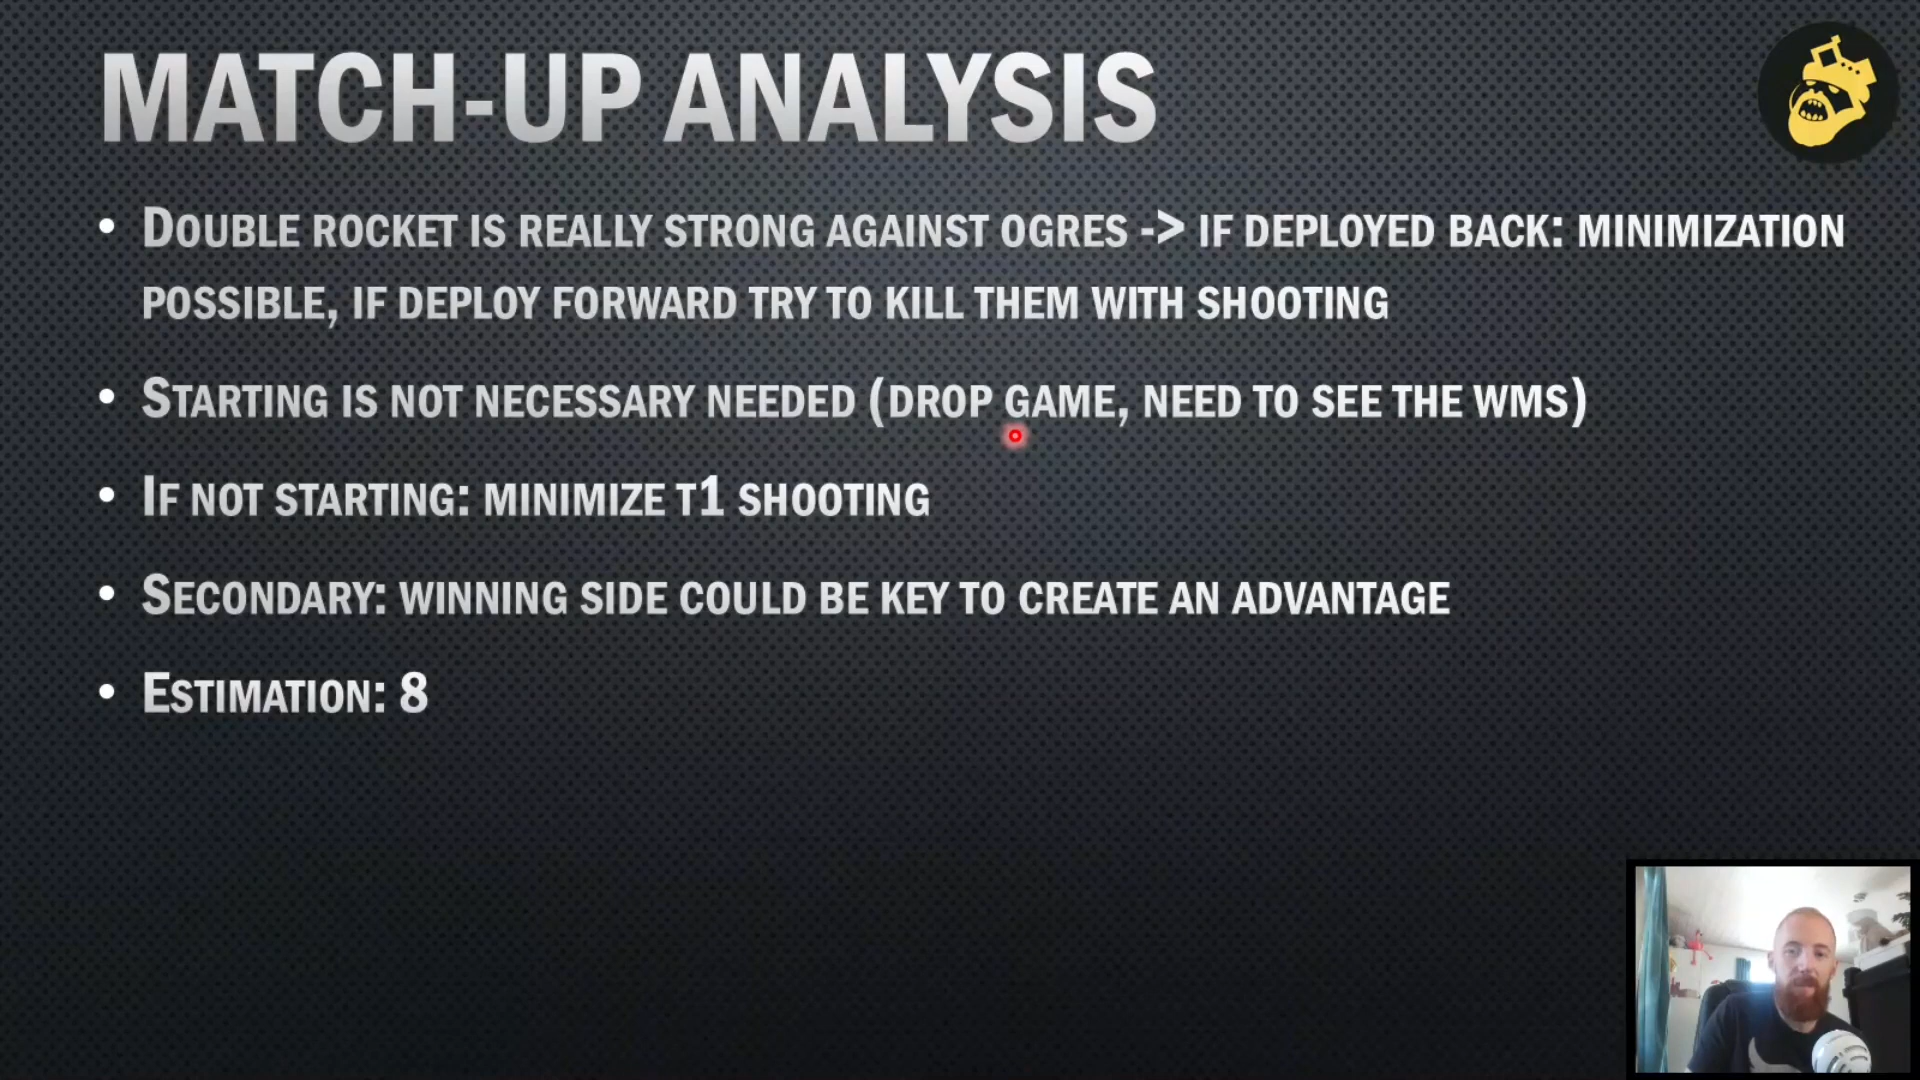 MATCH-UP ANALYSIS
• DOUBLE ROCKET IS REALLY STRONG AGAINST OGRES -> IF DEPLOYED BACK: MINIMIZATION
POSSIBLE, IF DEPLOY FORWARD TRY TO KILL THEM WITH SHOOTING
• STARTING IS NOT NECESSARY NEEDED (DROP GAME, NEED TO SEE THE WMS)
• IF NOT STARTING: MINIMIZE T1 SHOOTING
• SECONDARY: WINNING SIDE COULD BE KEY TO CREATE AN ADVANTAGE
• ESTIMATION: 8